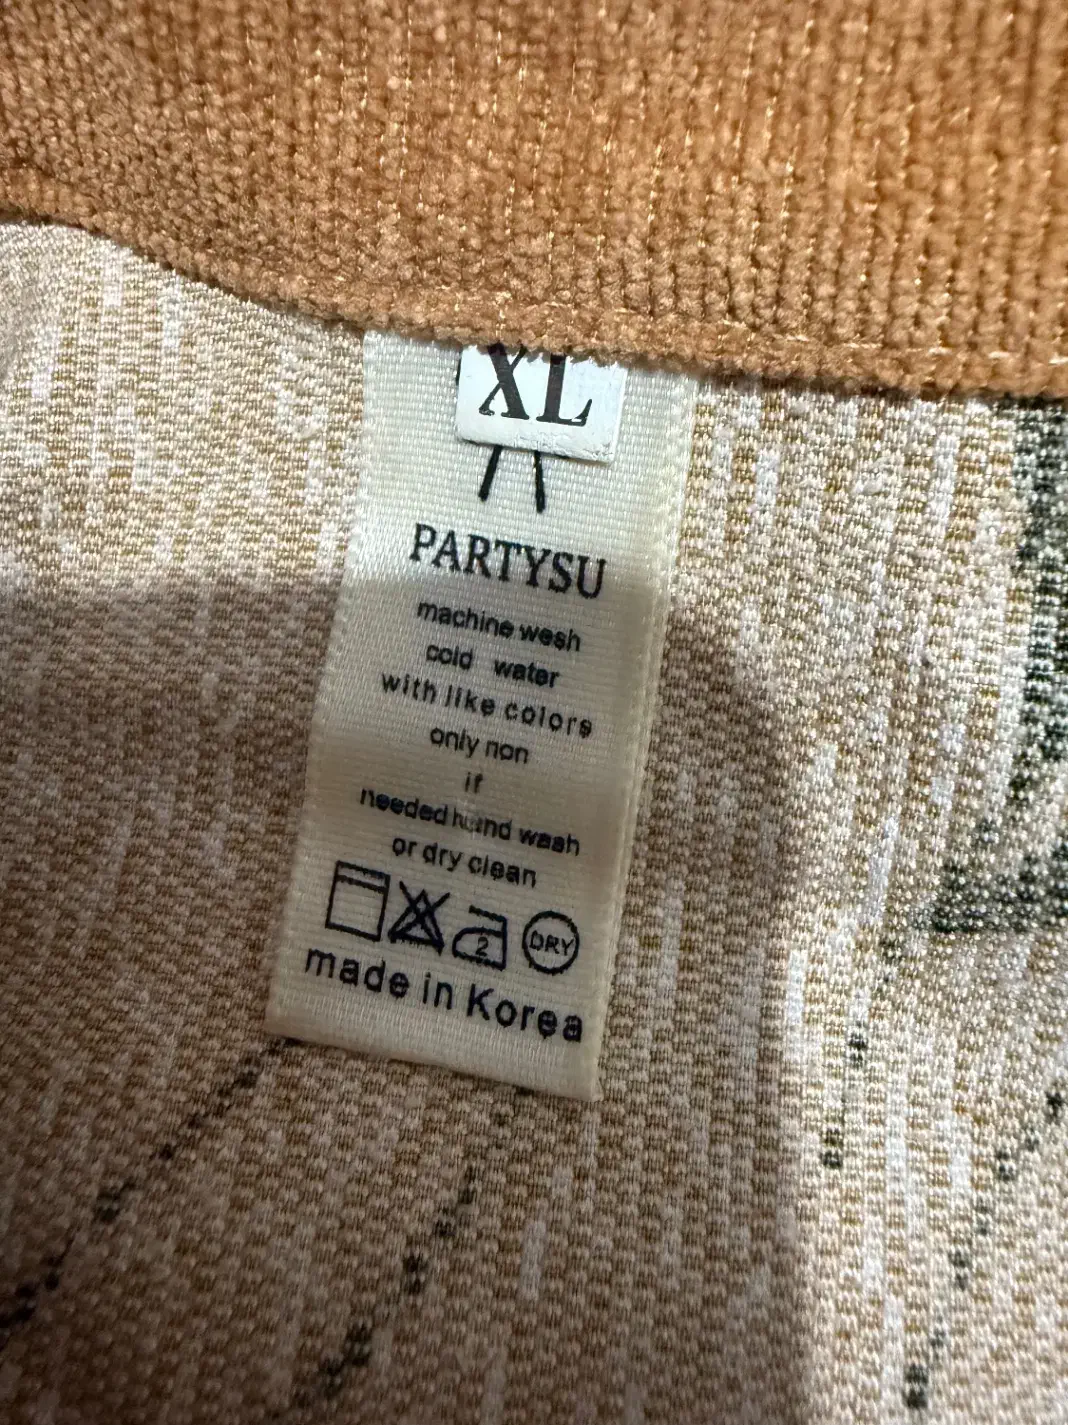 XL
PARTYSU
machine wesh
cold water
with like colors
only non
if
needed hand wash
or dry clean
2 DRY
made in Korea